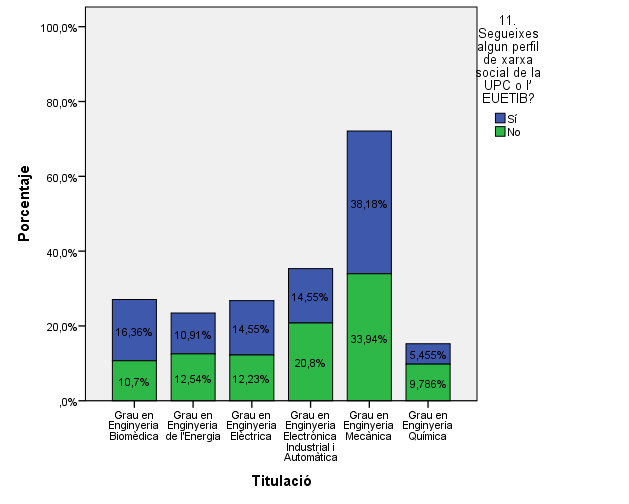 11.
Segueixes
algun perfil
de xarxa
social de la
UPC o l'
EUETIB?
Sí
No
Porcentaje
100,0%
80,0%
60,0%
40,0%
20,0%
,0%
16,36%
10,7%
10,91%
12,54%
14,55%
12,23%
14,55%
20,8%
38,18%
33,94%
5,455%
9,786%
Grau en
Enginyeria
Biomèdica
Grau en
Enginyeria
de l'Energia
Grau en
Enginyeria
Elèctrica
Grau en
Enginyeria
Electrònica
Industrial i
Automàtica
Grau en
Enginyeria
Mecànica
Grau en
Enginyeria
Química
Titulació